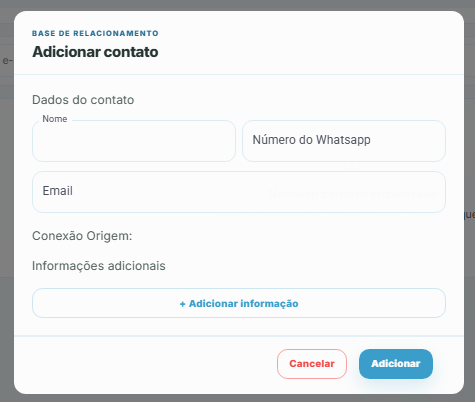 BASE DE RELACIONAMENTO
Adicionar contato
e-
Dados do contato
Nome
Número do Whatsapp
Email
Conexão Origem:
Informações adicionais
+ Adicionar informação
Cancelar
Adicionar